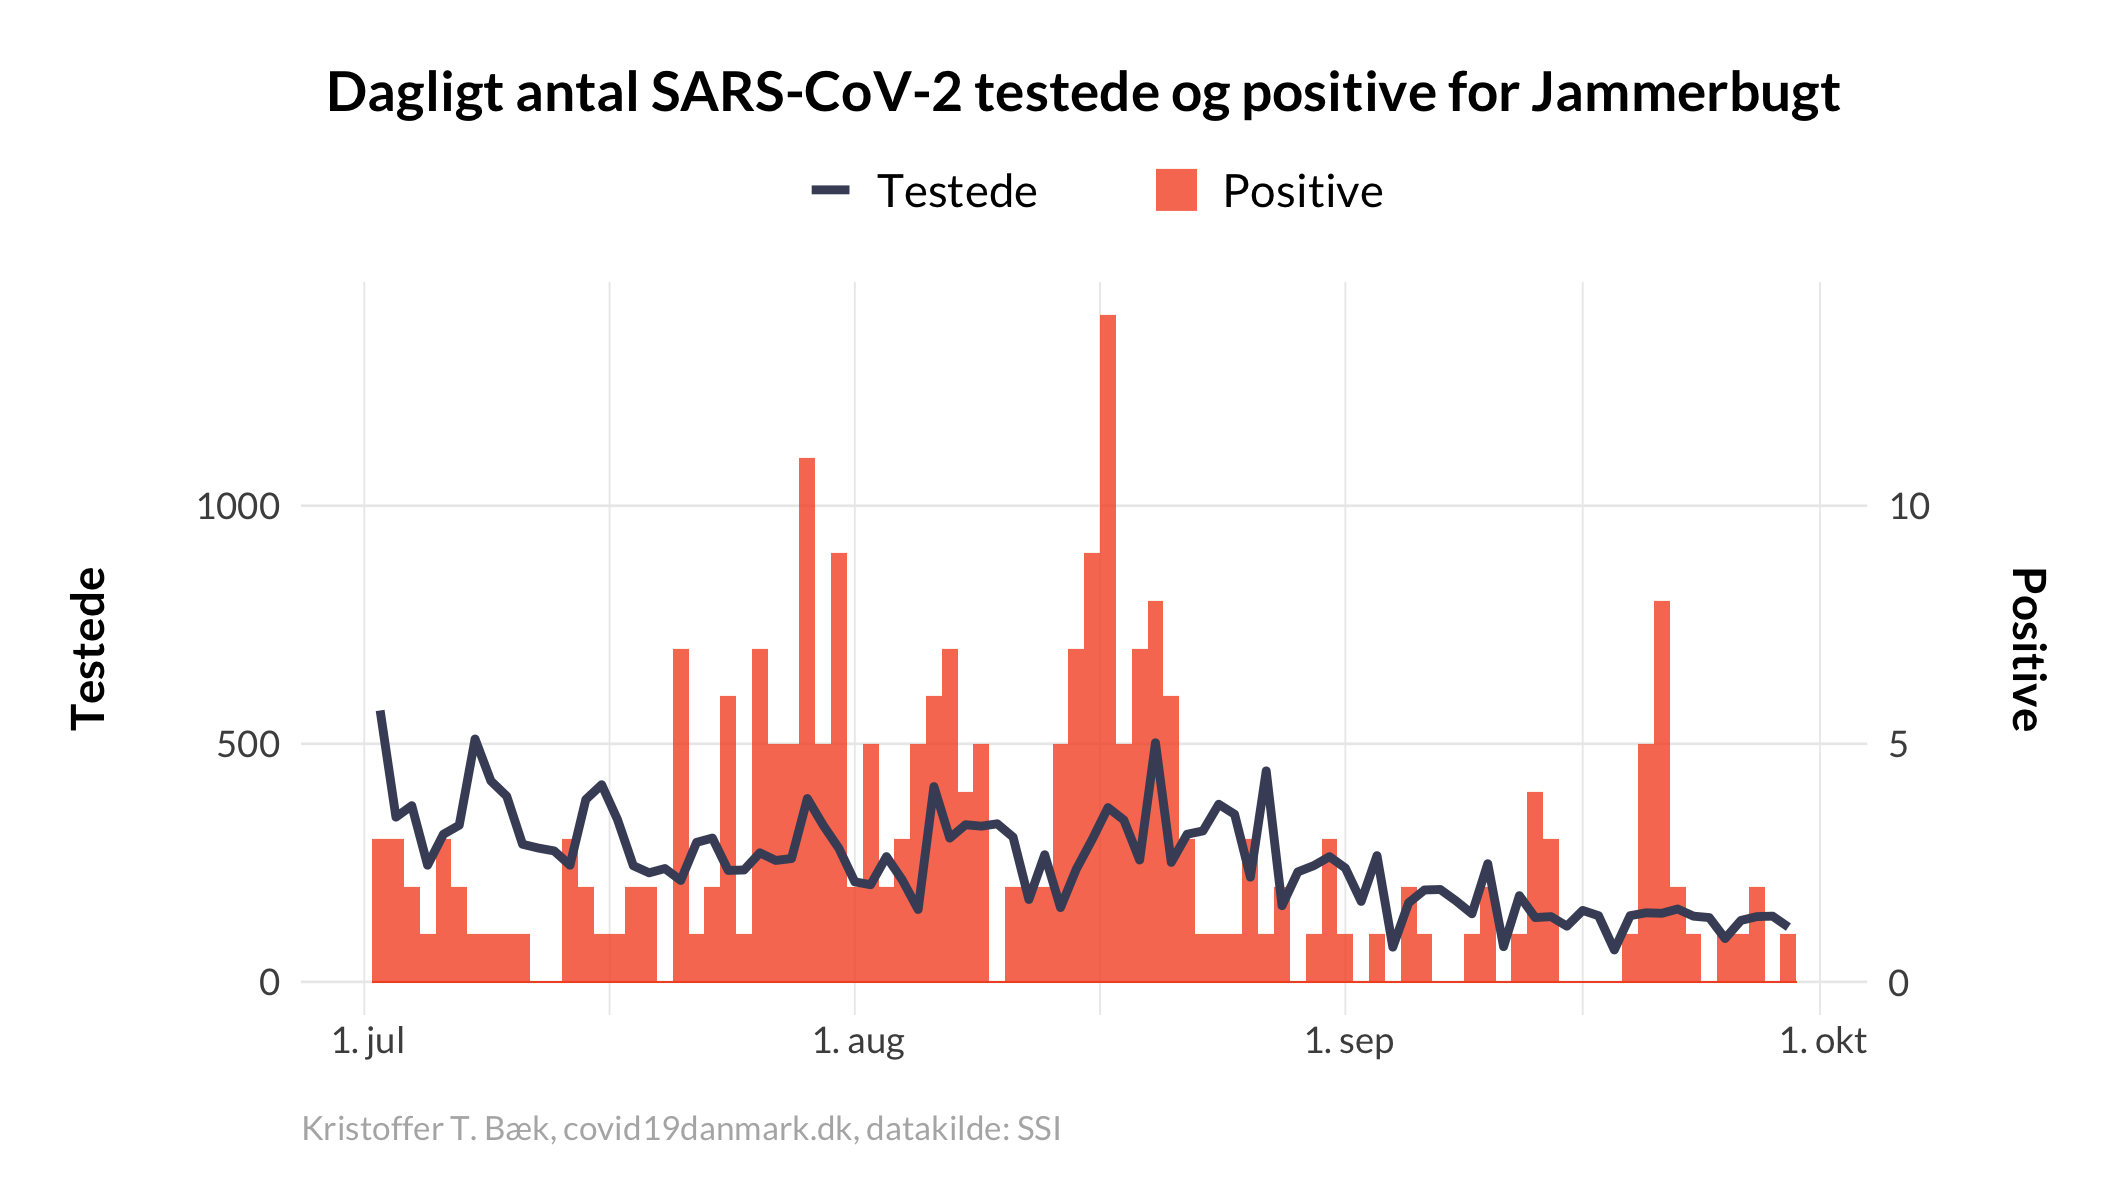 Dagligt antal SARS-CoV-2 testede og positive for Jammerbugt
Testede Positive
1000 10
500 5
0 0
Testede
Positive
1. jul 1. aug 1. sep 1. okt
Kristoffer T. Bæk, covid19danmark.dk, datakilde: SSI